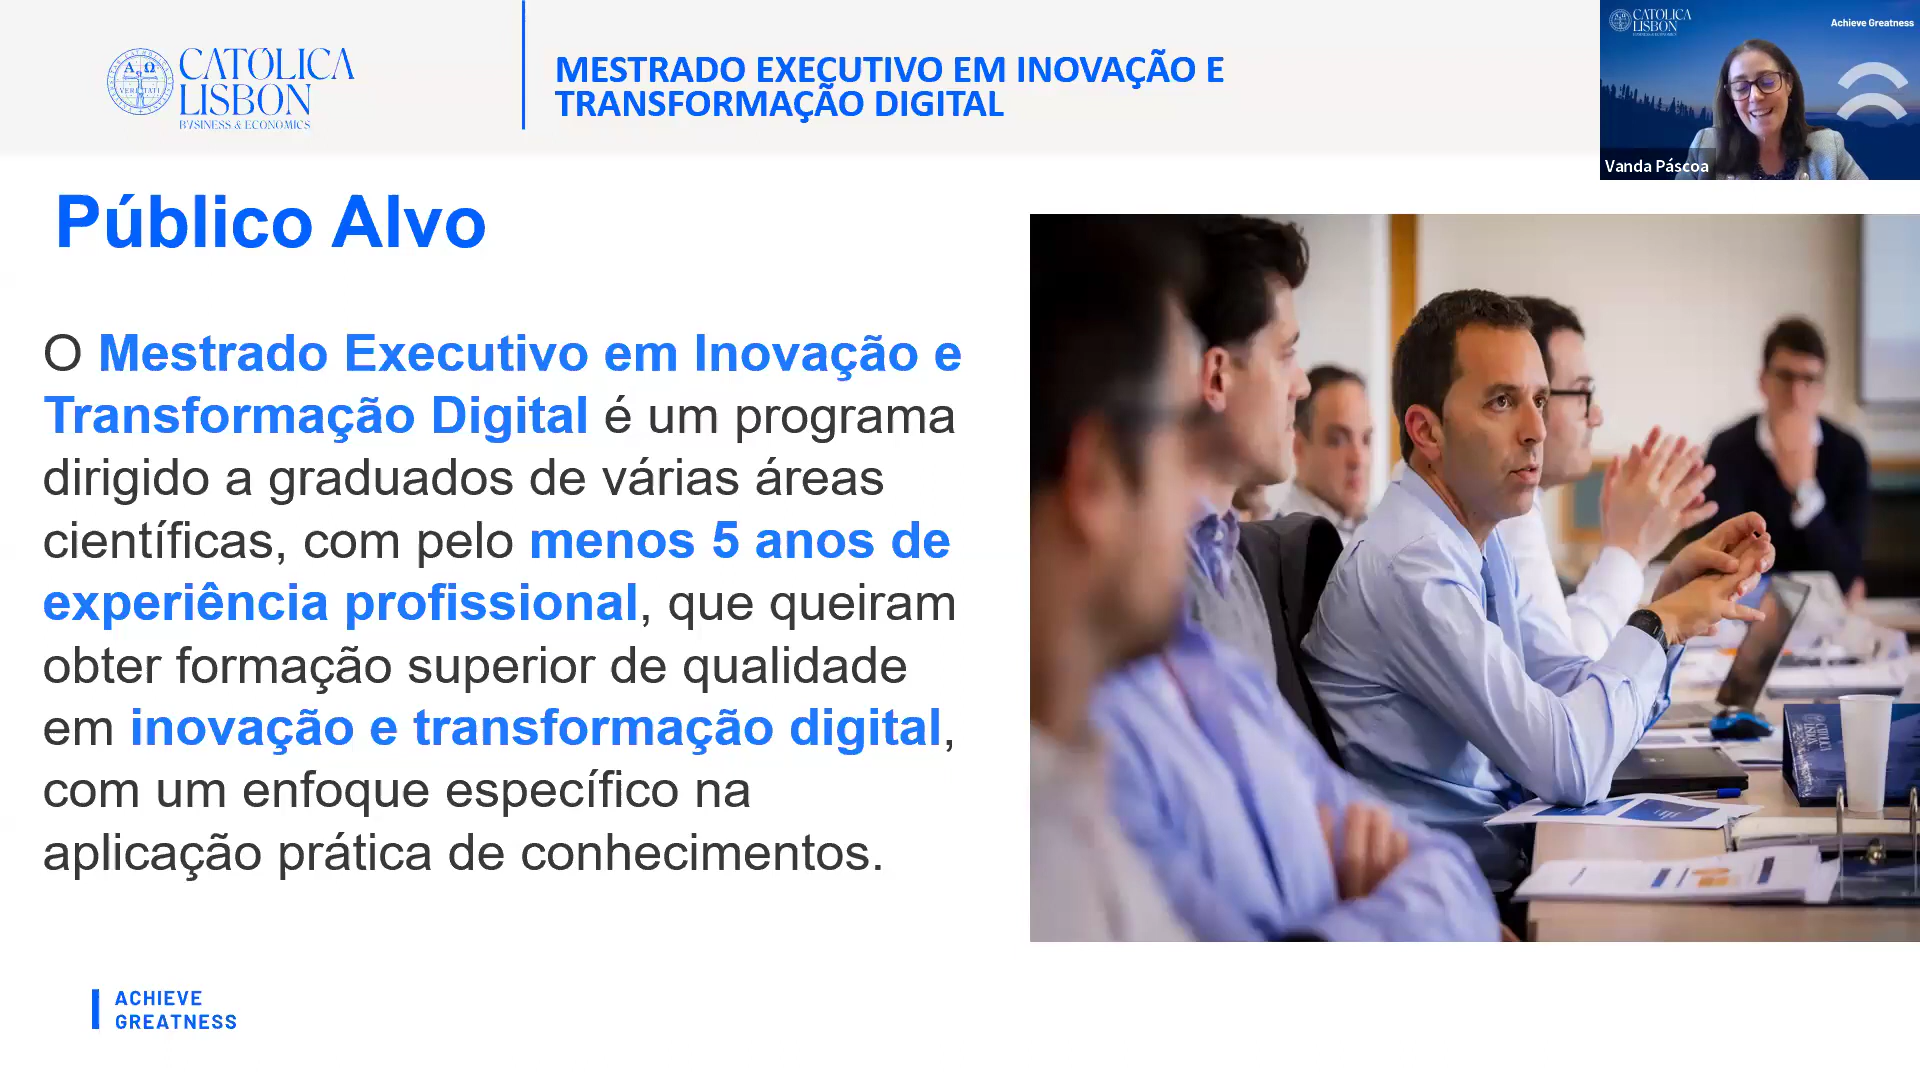 CATÓLICA
LISBON
BUSINESS & ECONOMICS
MESTRADO EXECUTIVO EM INOVAÇÃO E
TRANSFORMAÇÃO DIGITAL
CATÓLICA
LISBON
Achieve Greatness
Vanda Páscoa
Público Alvo
O Mestrado Executivo em Inovação e
Transformação Digital é um programa
dirigido a graduados de várias áreas
científicas, com pelo menos 5 anos de
experiência profissional, que queiram
obter formação superior de qualidade
em inovação e transformação digital,
com um enfoque específico na
aplicação prática de conhecimentos.
ACHIEVE
GREATNESS